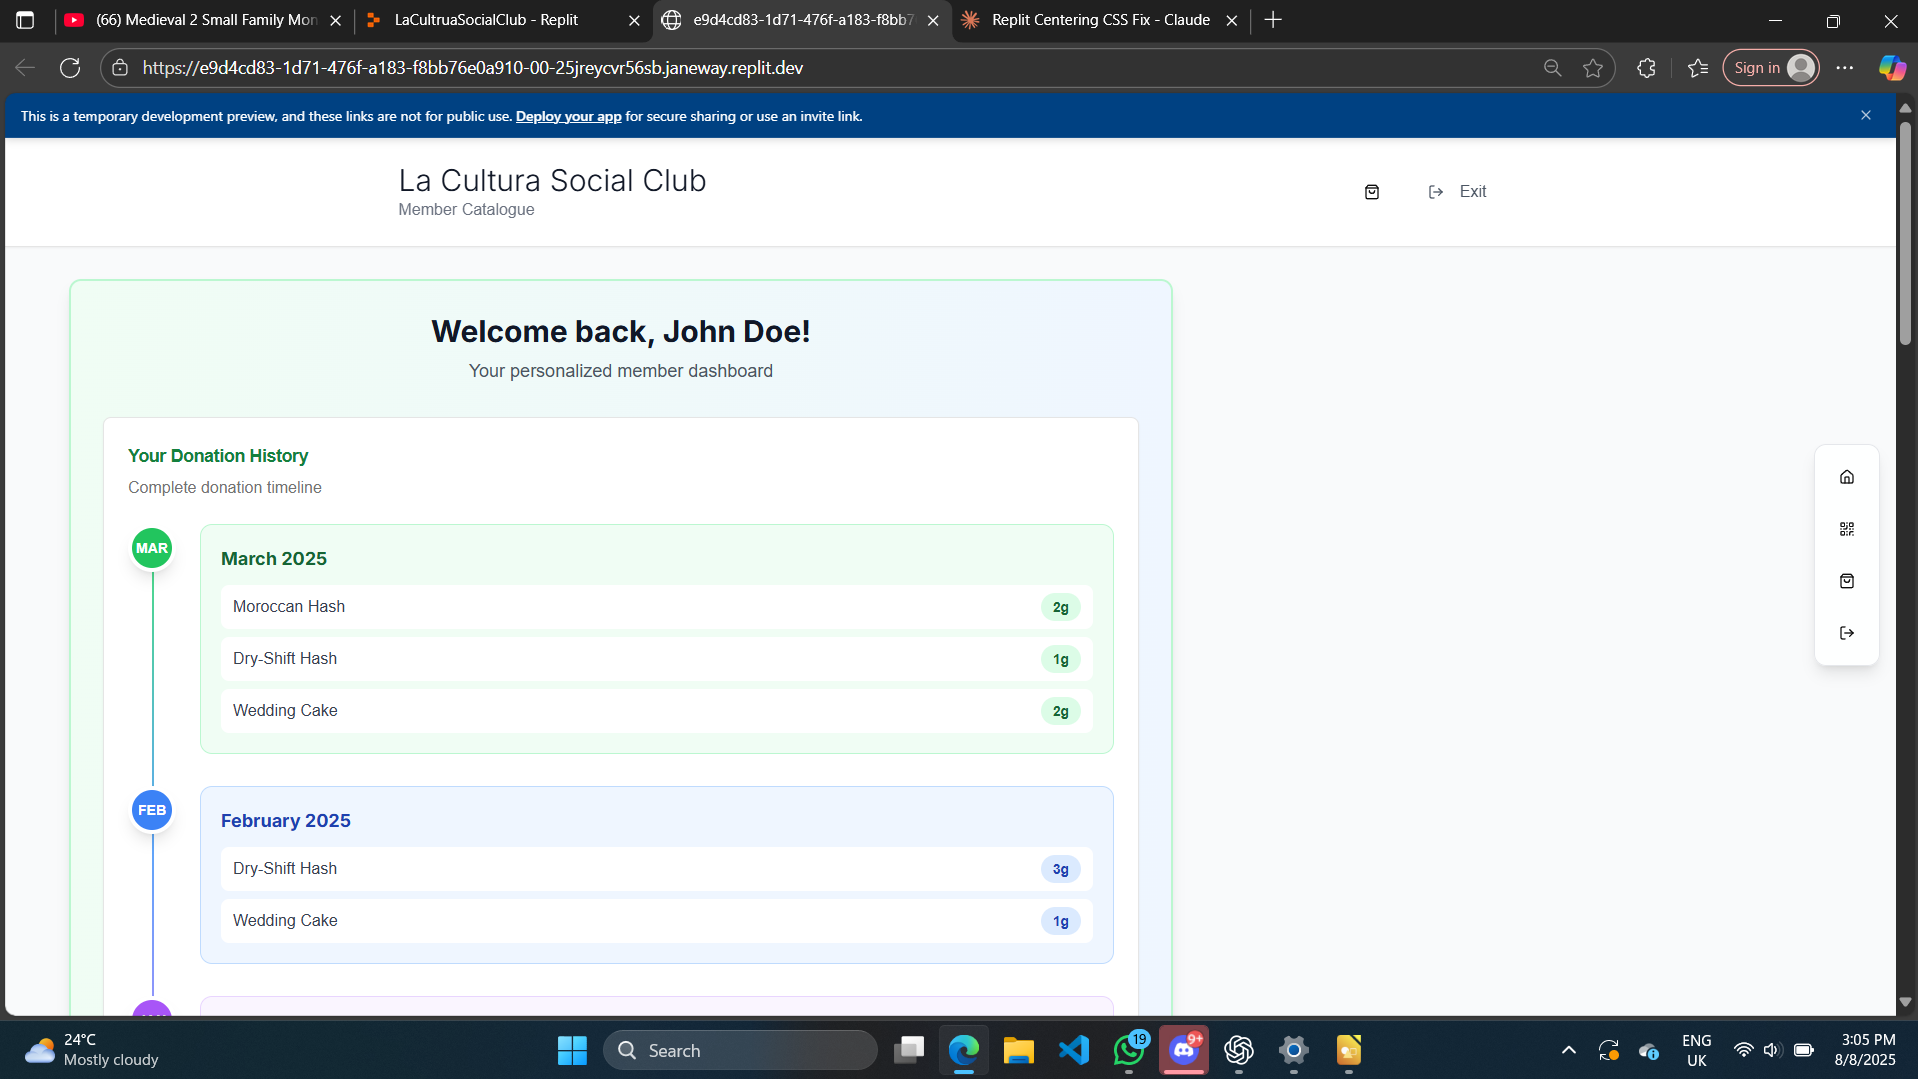 (66) Medieval 2 Small Family Mon
LaCultruaSocialClub - Replit
e9d4cd83-1d71-476f-a183-f8bb7
Replit Centering CSS Fix - Claude
https://e9d4cd83-1d71-476f-a183-f8bb76e0a910-00-25jreycvr56sb.janeway.replit.dev
Sign in
This is a temporary development preview, and these links are not for public use. Deploy your app for secure sharing or use an invite link.
La Cultura Social Club
Member Catalogue
Exit
Welcome back, John Doe!
Your personalized member dashboard
Your Donation History
Complete donation timeline
MAR
March 2025
Moroccan Hash
2g
Dry-Shift Hash
1g
Wedding Cake
2g
FEB
February 2025
Dry-Shift Hash
3g
Wedding Cake
1g
24°C
Mostly cloudy
Search
19
9+
ENG
UK
3:05 PM
8/8/2025